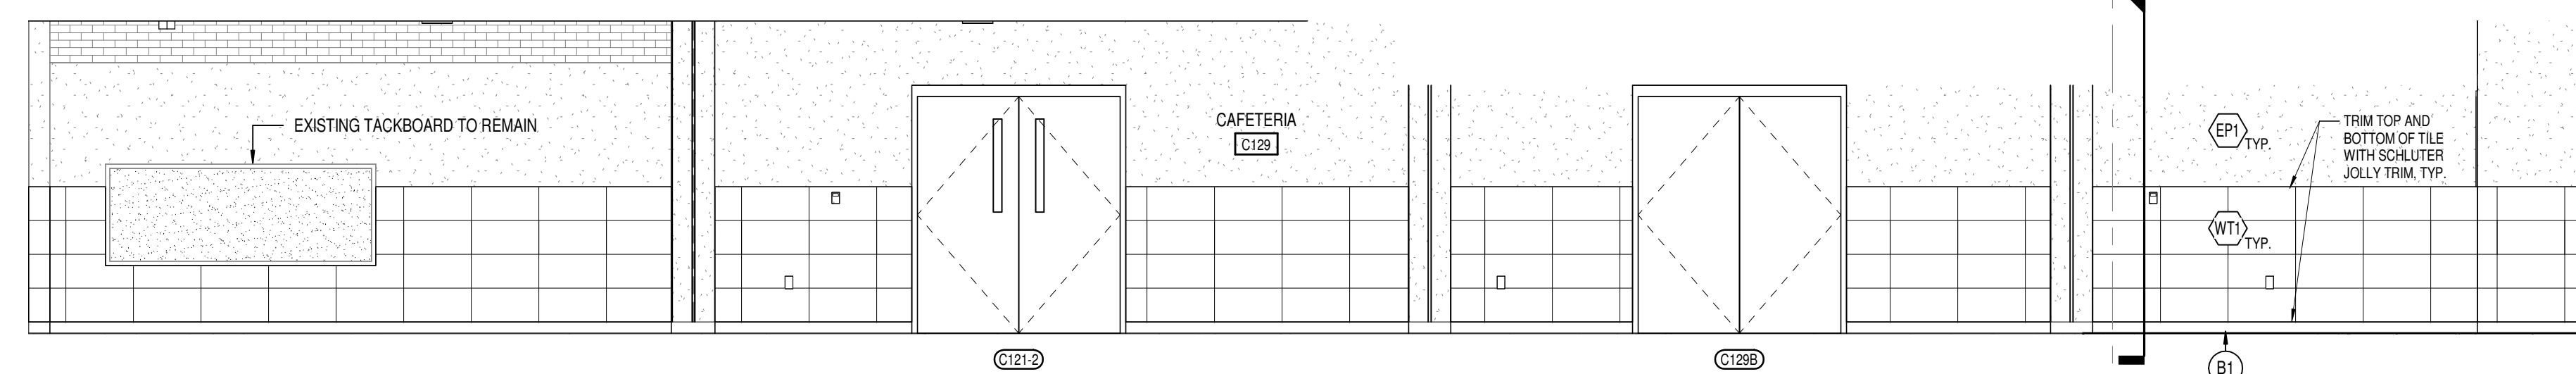 EXISTING TACKBOARD TO REMAIN
CAFETERIA
C129
EP1
TYP.
TRIM TOP AND
BOTTOM OF TILE
WITH SCHLUTER
JOLLY TRIM, TYP.
WT1
TYP.
C121-2
C129B
B1